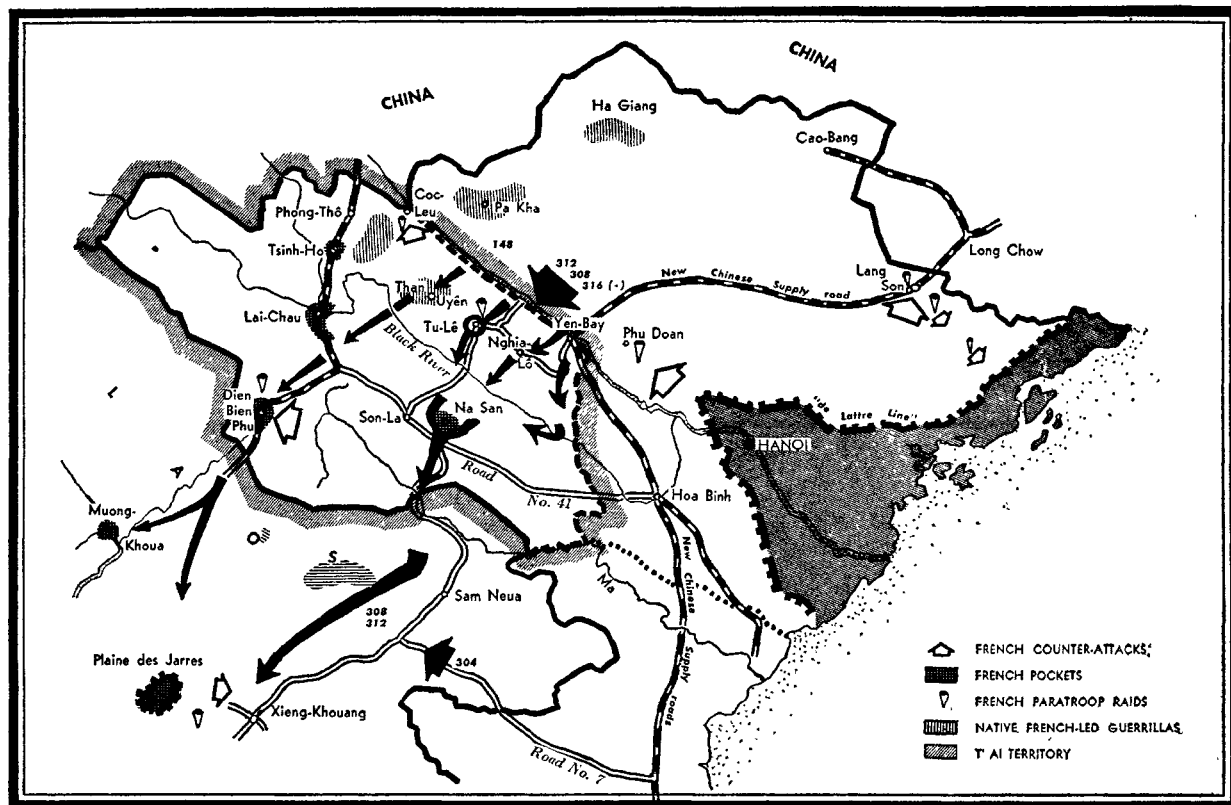 CHINA
CHINA
Ha Giang
Cao-Bang
Coc-
Leu
Pa Kha
Phong-Thô
Tsinh-Ho
148
312
308
316 (-)
Long Chow
Lang
Son
New Chinese Supply road
Than
Uyên
Lai-Chau
Tu-Lê
Yen-Bay
Nghia-
Lô
Phu Doan
Black River
L
A
O
S
Dien
Bien
Phu
Son-La
Na San
de Lattre Line"
HANOI
Road No. 41
Hoa Binh
Muong-
Khoua
Ma
New Chinese Supply roads
Sam Neua
308
312
304
Plaine des Jarres
Xieng-Khouang
Road No. 7
FRENCH COUNTER-ATTACKS
FRENCH POCKETS
FRENCH PARATROOP RAIDS
NATIVE FRENCH-LED GUERRILLAS
T'AI TERRITORY